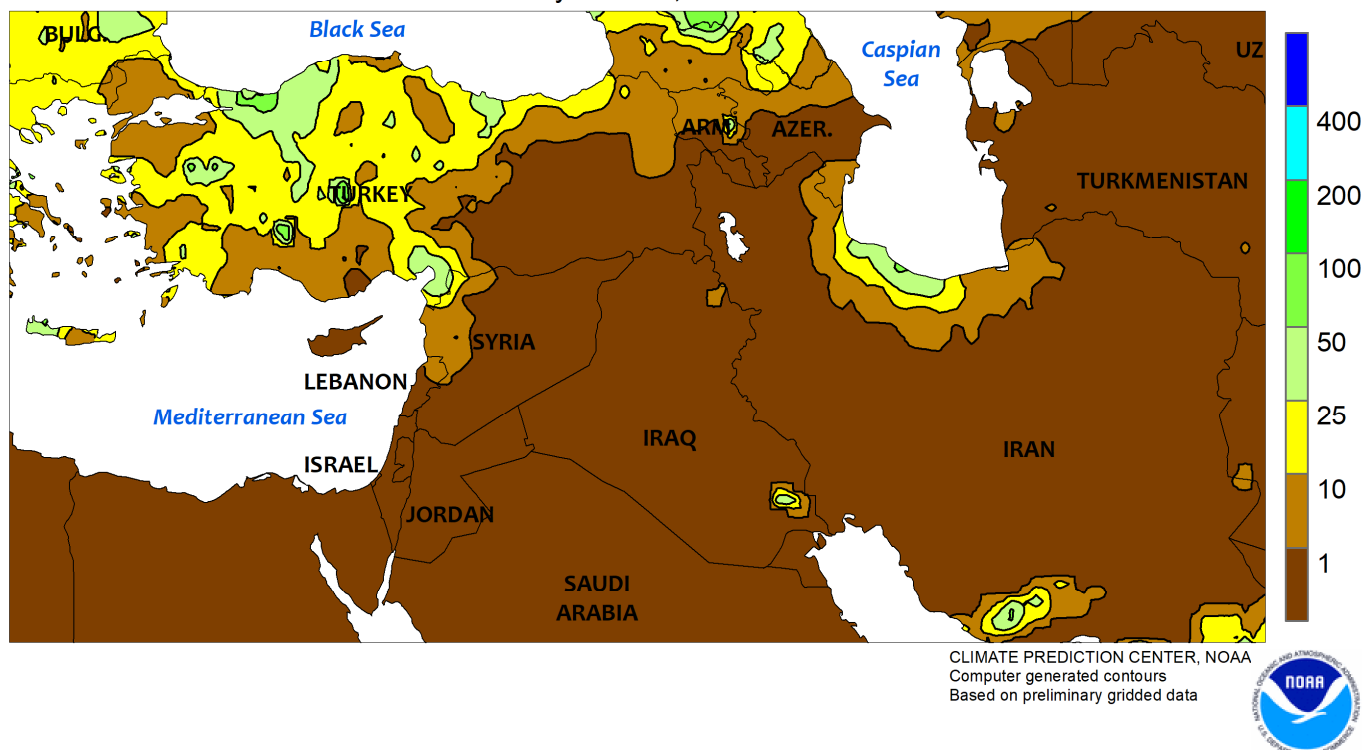 BULG.
Black Sea
Caspian
Sea
UZ
400
ARM
AZER.
200
TURKMENISTAN
TURKEY
100
50
SYRIA
LEBANON
Mediterranean Sea
25
IRAQ
IRAN
ISRAEL
10
JORDAN
1
SAUDI
ARABIA
CLIMATE PREDICTION CENTER, NOAA
Computer generated contours
Based on preliminary gridded data
NOAA